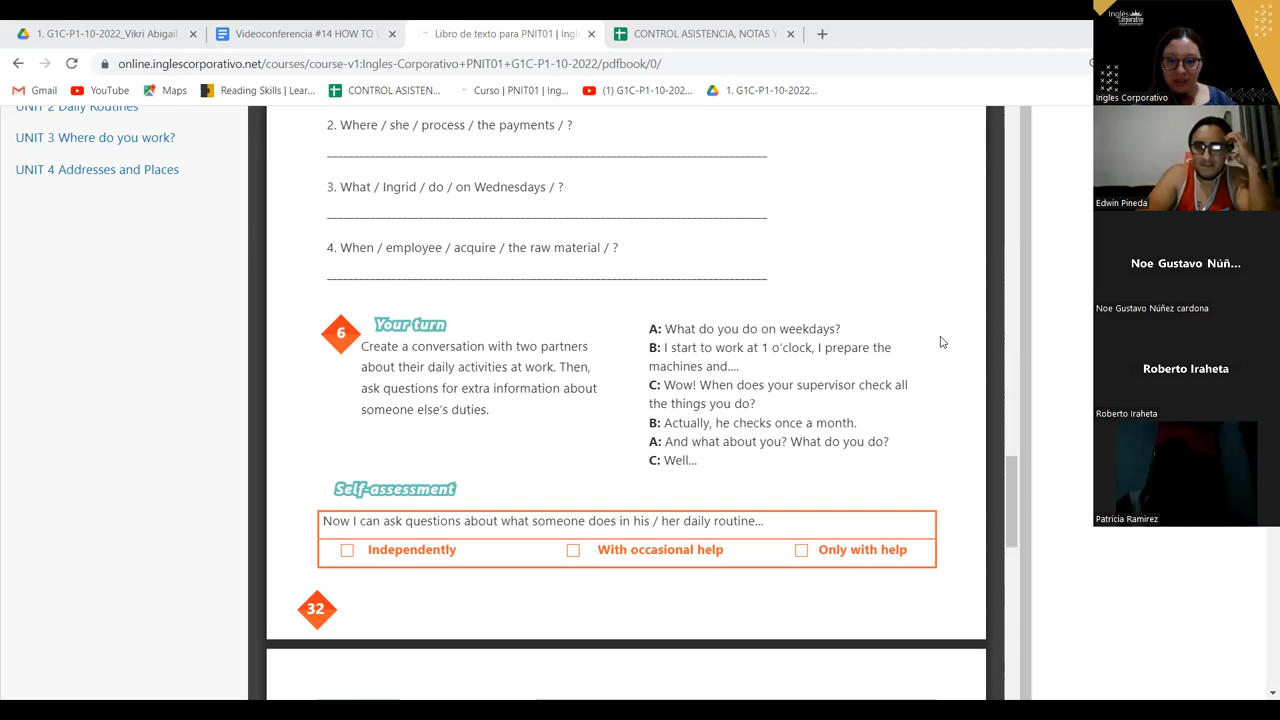 1. G1C-P1-10-2022_Vikri Abigail
Videoconferencia #14 HOW TO
Libro de texto para PNIT01 | Ingl
CONTROL ASISTENCIA, NOTAS Y
online.inglescorporativo.net/courses/course-v1:Ingles-Corporativo+PNIT01+G1C-P1-10-2022/pdfbook/0/
Gmail
YouTube
Maps
Reading Skills | Lear...
CONTROL ASISTEN...
Curso | PNIT01 | Ing...
(1) G1C-P1-10-202...
1. G1C-P1-10-2022...
UNIT 2 Daily Routines
UNIT 3 Where do you work?
UNIT 4 Addresses and Places
2. Where / she / process / the payments / ?
3. What / Ingrid / do / on Wednesdays / ?
4. When / employee / acquire / the raw material / ?
6
Your turn
Create a conversation with two partners
about their daily activities at work. Then,
ask questions for extra information about
someone else's duties.
A: What do you do on weekdays?
B: I start to work at 1 o'clock, I prepare the
machines and....
C: Wow! When does your supervisor check all
the things you do?
B: Actually, he checks once a month.
A: And what about you? What do you do?
C: Well...
Self-assessment
Now I can ask questions about what someone does in his / her daily routine...
Independently
With occasional help
Only with help
32
Inglés
Corporativo
Ingles Corporativo
Edwin Pineda
Noe Gustavo Núñ...
Noe Gustavo Núñez cardona
Roberto Iraheta
Roberto Iraheta
Patricia Ramirez